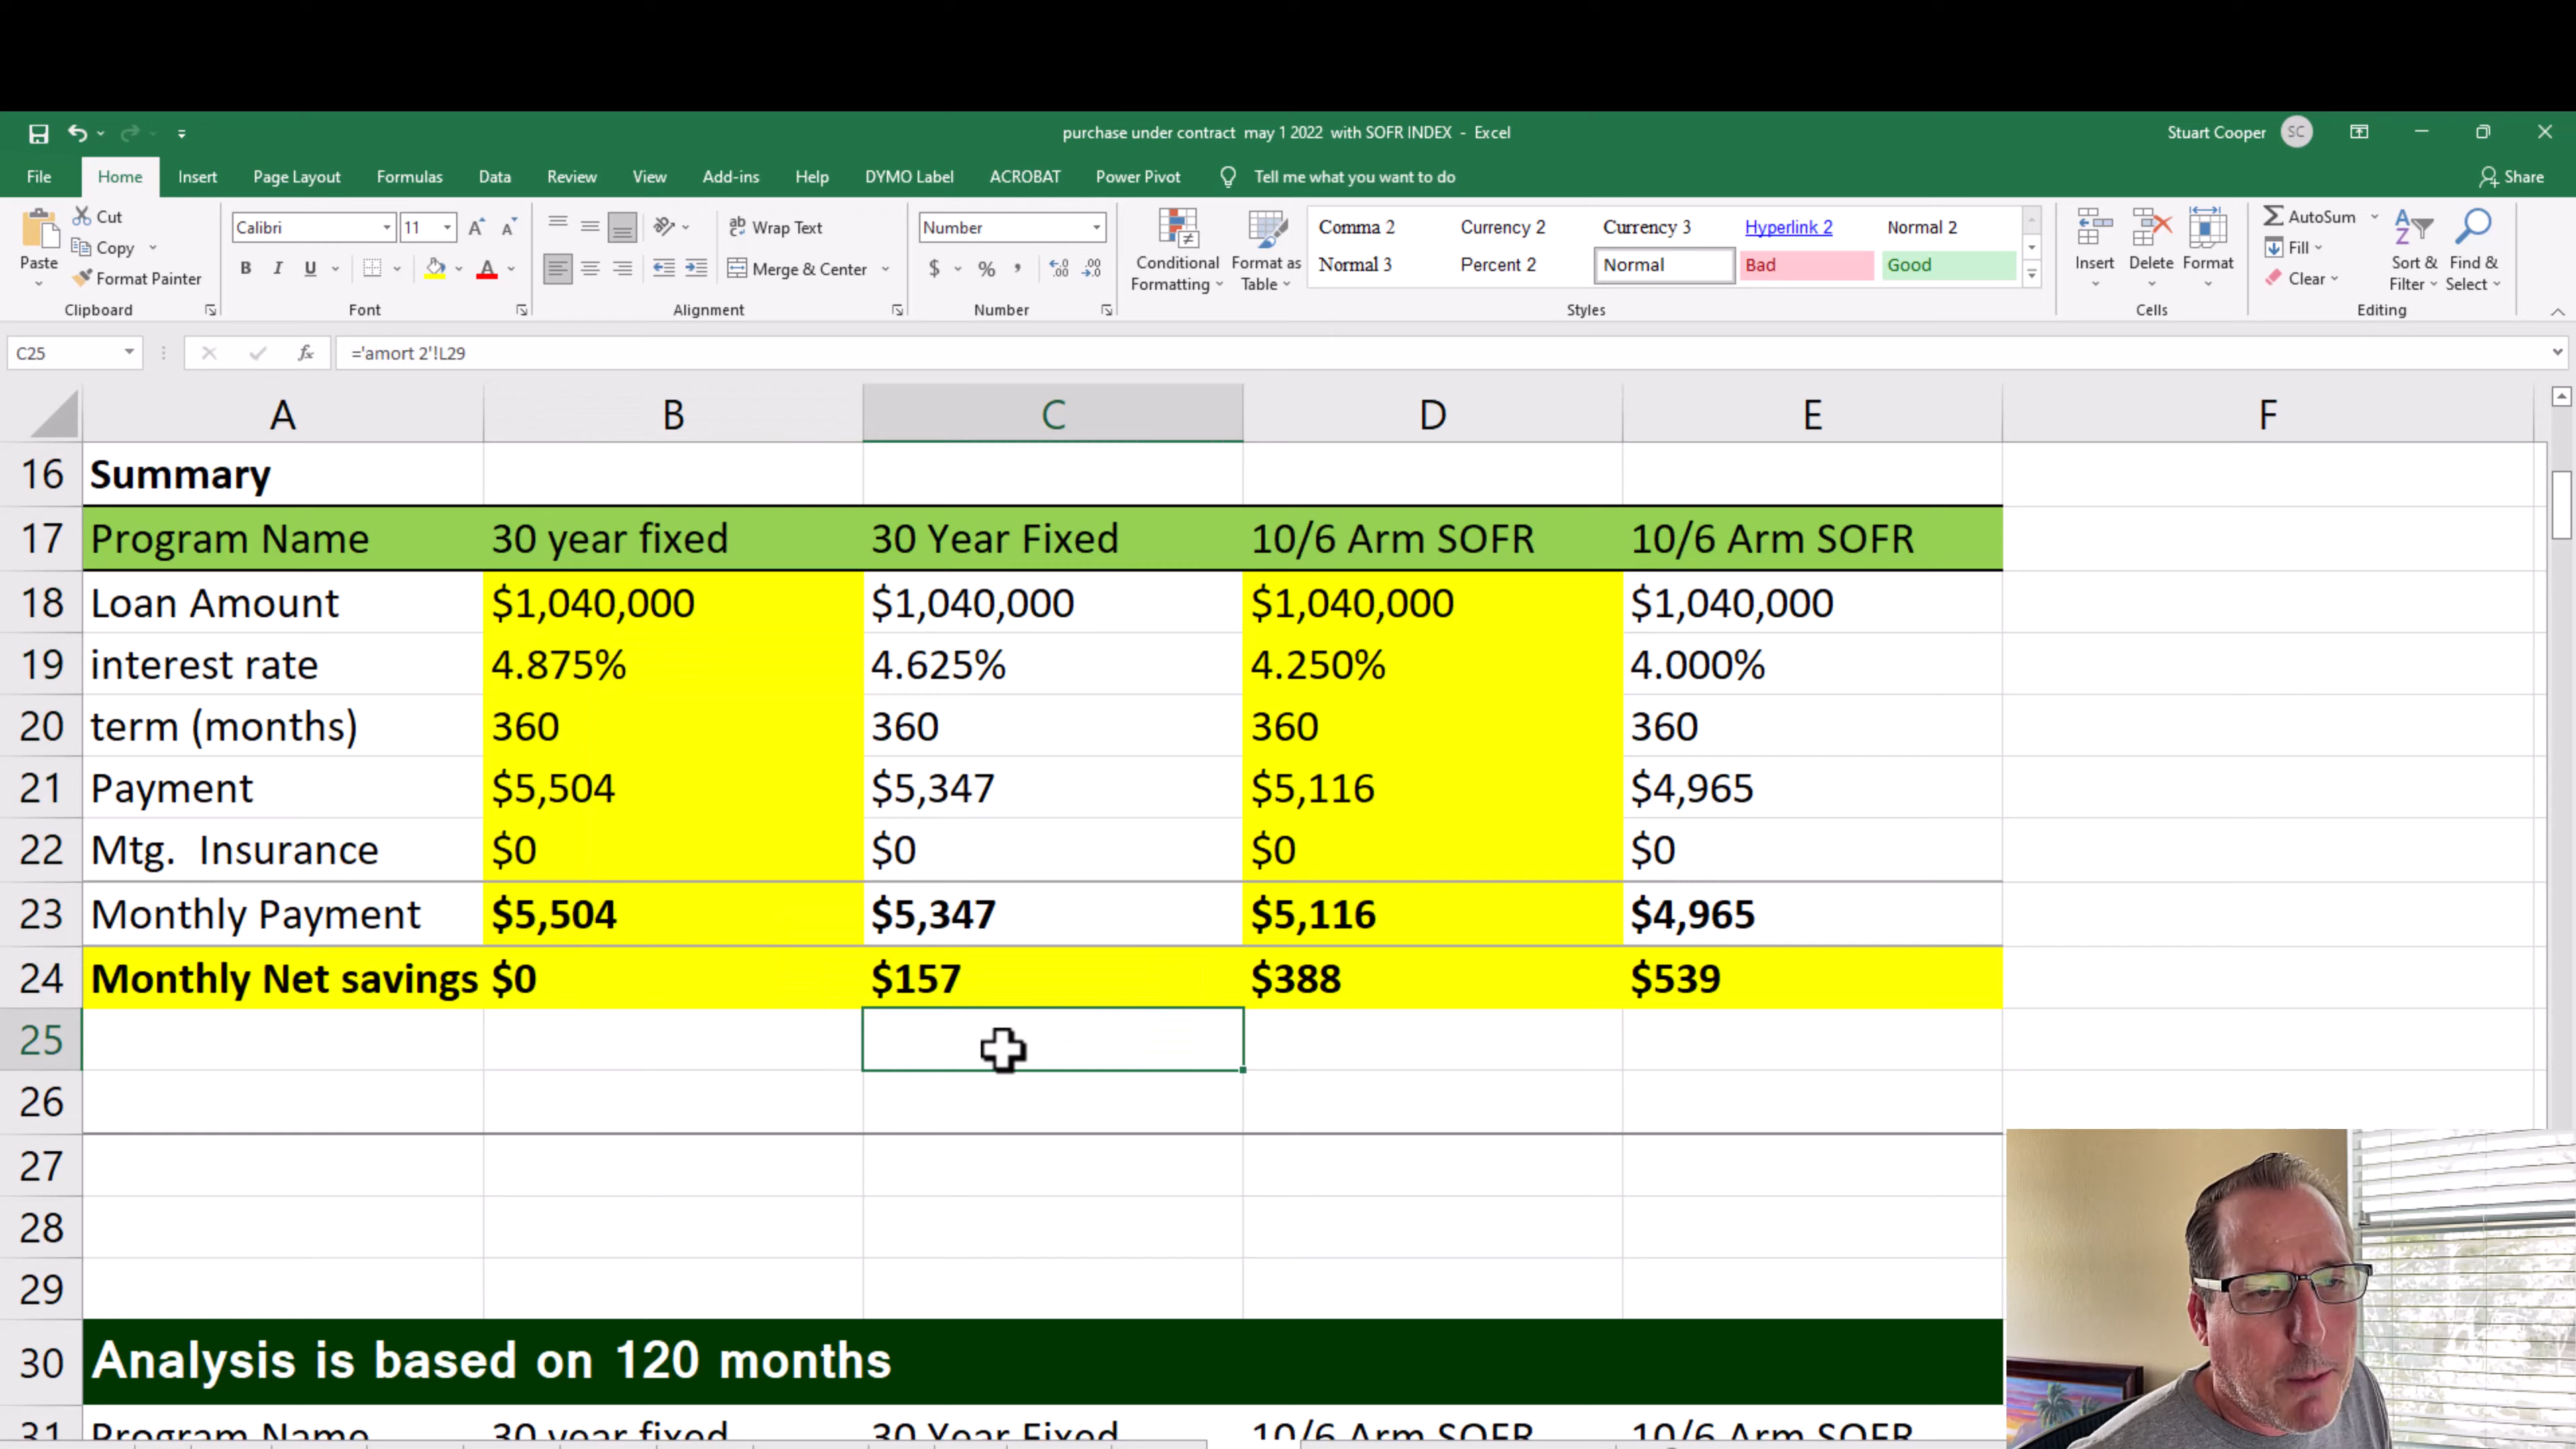 purchase under contract may 1 2022 with SOFR INDEX - Excel
Stuart Cooper SC
File Home Insert Page Layout Formulas Data Review View Add-ins Help DYMO Label ACROBAT Power Pivot Tell me what you want to do Share
Paste Cut Copy Format Painter Clipboard
Calibri 11 B I U A Font
Wrap Text Merge & Center Alignment
Number $ % , Number
Conditional Formatting Format as Table
Comma 2 Currency 2 Currency 3 Hyperlink 2 Normal 2
Normal 3 Percent 2 Normal Bad Good
Styles
Insert Delete Format Cells
AutoSum Fill Clear Sort & Filter Find & Select Editing
C25 fx ='amort 2'!L29
A B C D E F
16 Summary
17 Program Name 30 year fixed 30 Year Fixed 10/6 Arm SOFR 10/6 Arm SOFR
18 Loan Amount $1,040,000 $1,040,000 $1,040,000 $1,040,000
19 interest rate 4.875% 4.625% 4.250% 4.000%
20 term (months) 360 360 360 360
21 Payment $5,504 $5,347 $5,116 $4,965
22 Mtg. Insurance $0 $0 $0 $0
23 Monthly Payment $5,504 $5,347 $5,116 $4,965
24 Monthly Net savings $0 $157 $388 $539
25
26
27
28
29
30 Analysis is based on 120 months
31 Program Name 30 year fixed 30 Year Fixed 10/6 Arm SOFR 10/6 Arm SOFR